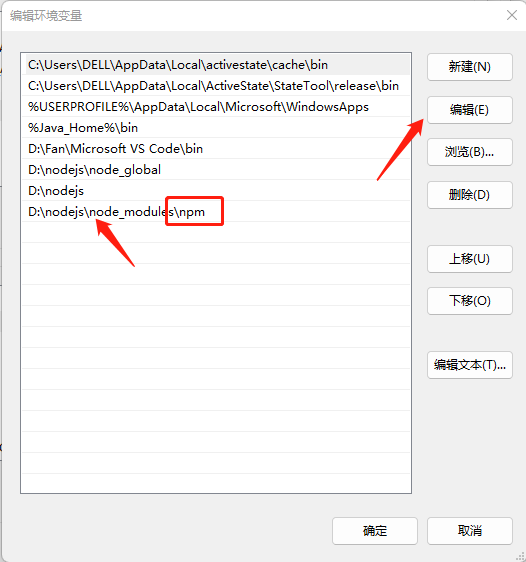 编辑环境变量
C:\Users\DELL\AppData\Local\activestate\cache\bin
新建(N)
C:\Users\DELL\AppData\Local\ActiveState\StateTool\release\bin
%USERPROFILE%\AppData\Local\Microsoft\WindowsApps
编辑(E)
%Java_Home%\bin
D:\Fan\Microsoft VS Code\bin
浏览(B)...
D:\nodejs\node_global
D:\nodejs
删除(D)
D:\nodejs\node_modules\npm
上移(U)
下移(O)
编辑文本(T)...
确定
取消